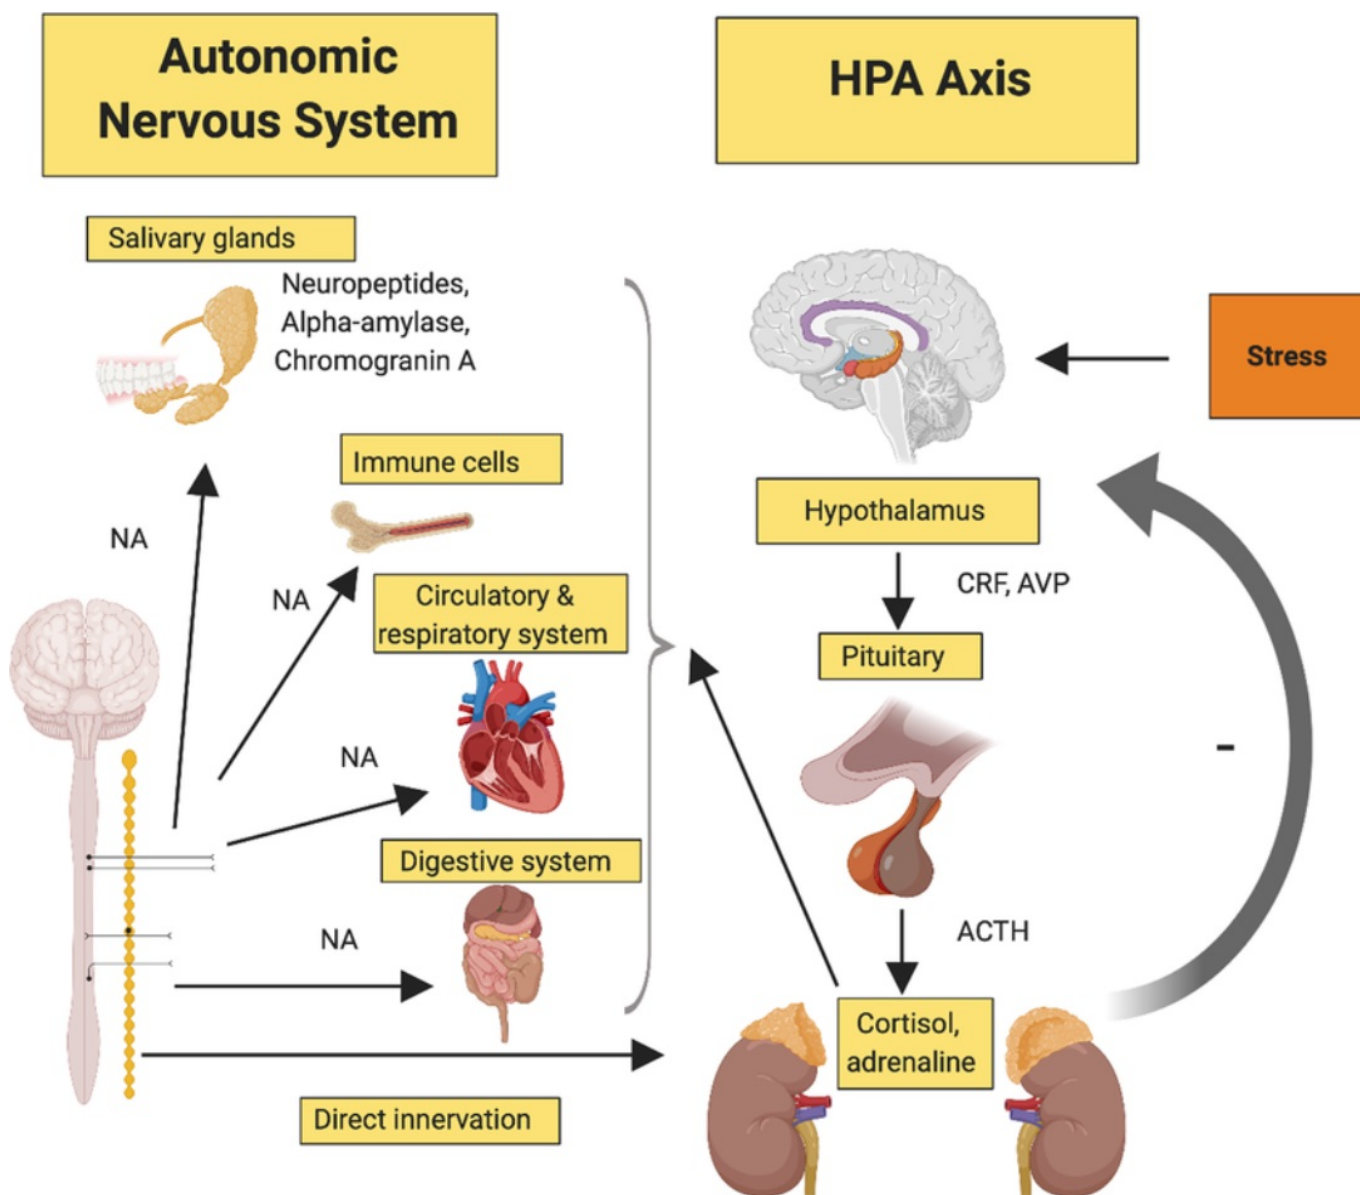 Autonomic
Nervous System
Salivary glands
Neuropeptides,
Alpha-amylase,
Chromogranin A
NA
Immune cells
NA
Circulatory &
respiratory system
NA
Digestive system
NA
Direct innervation
HPA Axis
Stress
Hypothalamus
CRF, AVP
Pituitary
-
ACTH
Cortisol,
adrenaline